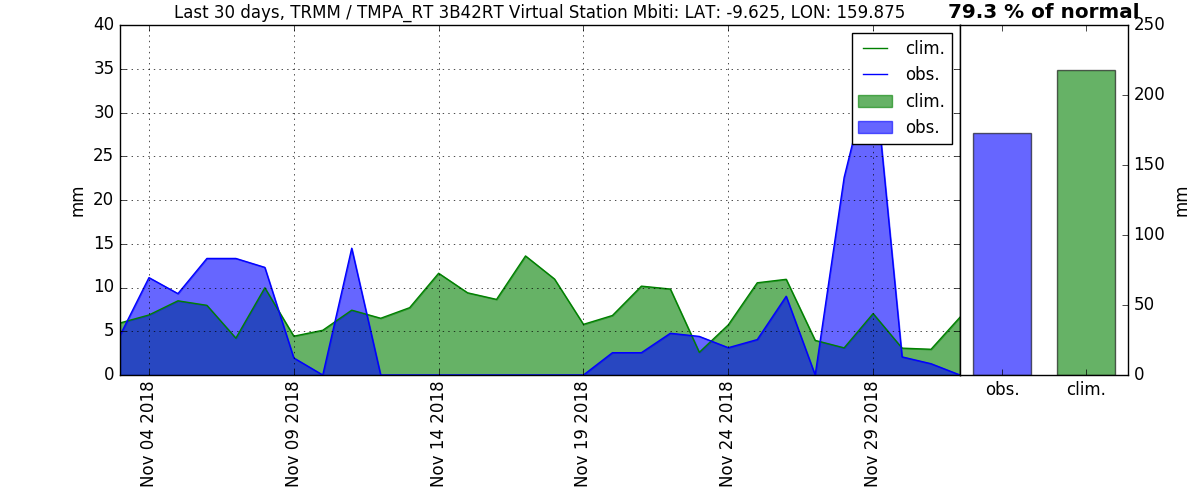 Last 30 days, TRMM / TMPA_RT 3B42RT Virtual Station Mbiti: LAT: -9.625, LON: 159.875
79.3 % of normal
40
35
30
25
20
15
10
5
0
mm
clim.
obs.
clim.
obs.
Nov 04 2018
Nov 09 2018
Nov 14 2018
Nov 19 2018
Nov 24 2018
Nov 29 2018
250
200
150
100
50
0
mm
obs.
clim.